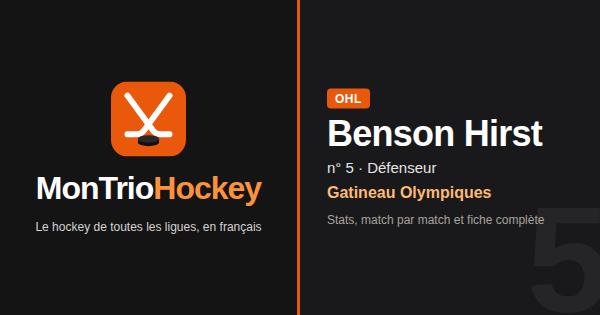 MonTrioHockey
Le hockey de toutes les ligues, en français
OHL
Benson Hirst
n° 5 · Défenseur
Gatineau Olympiques
Stats, match par match et fiche complète
5